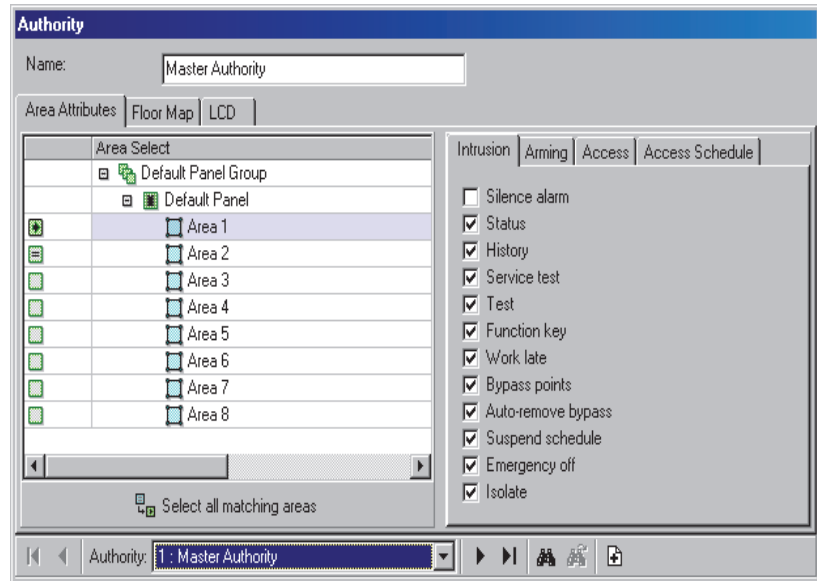 Authority
Name: Master Authority
Area Attributes Floor Map LCD
Area Select
Default Panel Group
Default Panel
Area 1
Area 2
Area 3
Area 4
Area 5
Area 6
Area 7
Area 8
Select all matching areas
Intrusion Arming Access Access Schedule
Silence alarm
Status
History
Service test
Test
Function key
Work late
Bypass points
Auto-remove bypass
Suspend schedule
Emergency off
Isolate
Authority: 1 : Master Authority